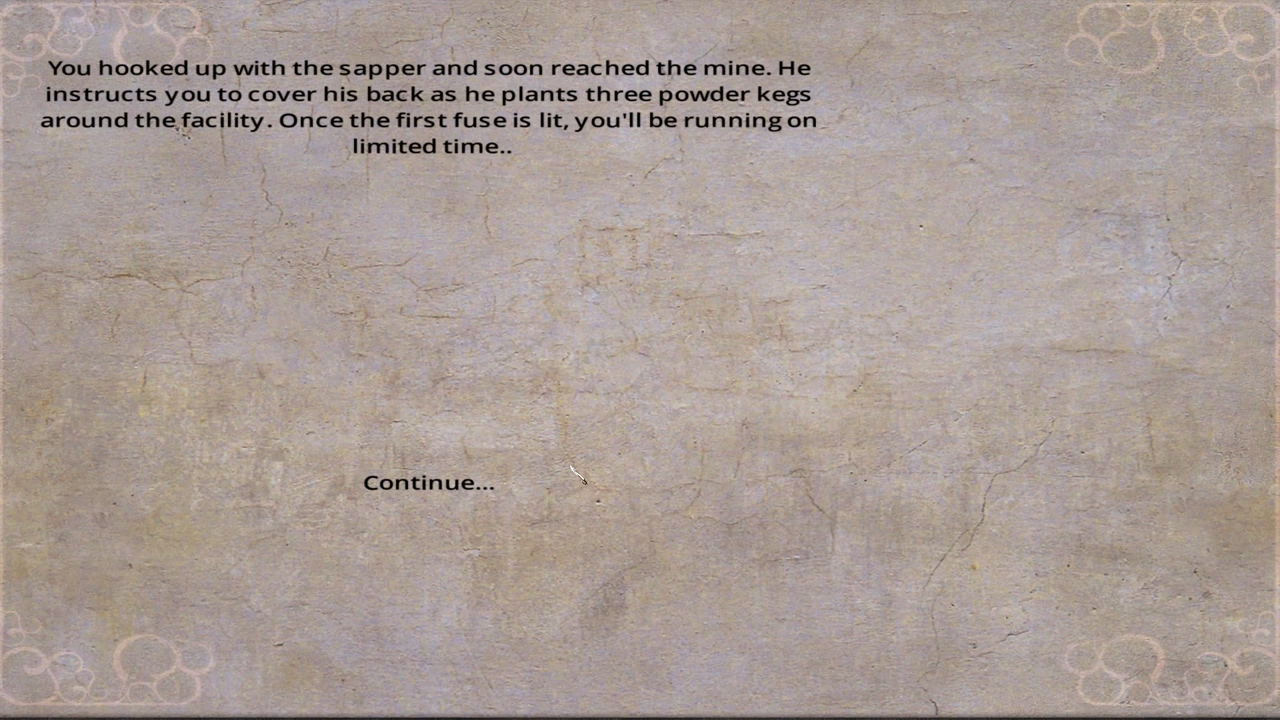 You hooked up with the sapper and soon reached the mine. He
instructs you to cover his back as he plants three powder kegs
around the facility. Once the first fuse is lit, you'll be running on
limited time..
Continue...